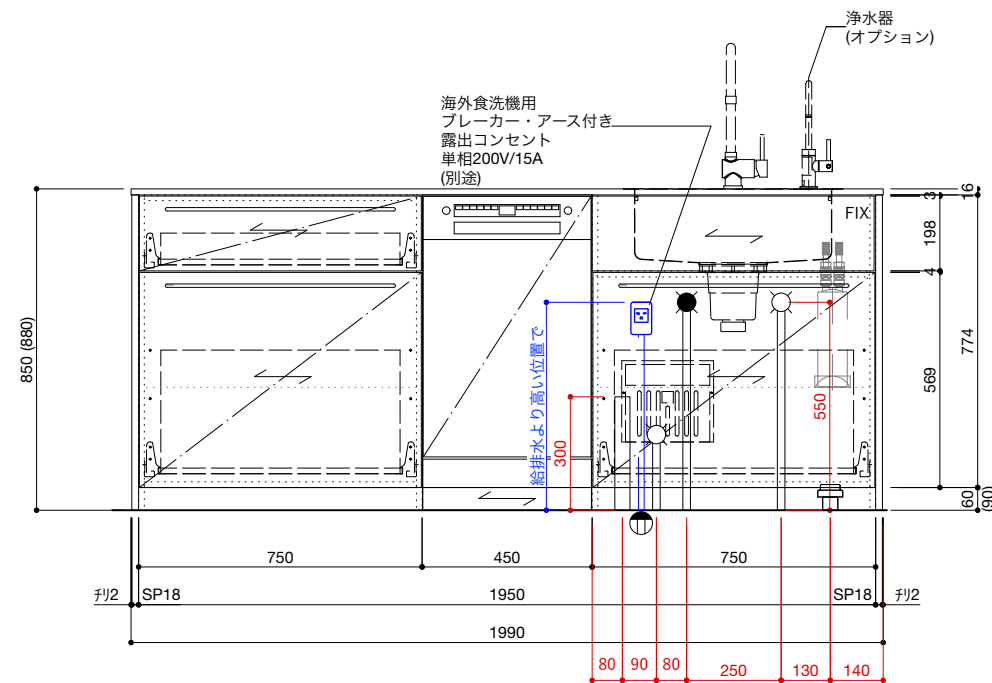 浄水器
(オプション)
海外食洗機用
ブレーカー・アース付き
露出コンセント
単相200V/15A
(別途)
16
3
FIX
198
4
850 (880)
774
569
給排水より高い位置で
300
550
60
(90)
750
450
750
チリ2
SP18
1950
SP18
チリ2
1990
80
90
80
250
130
140